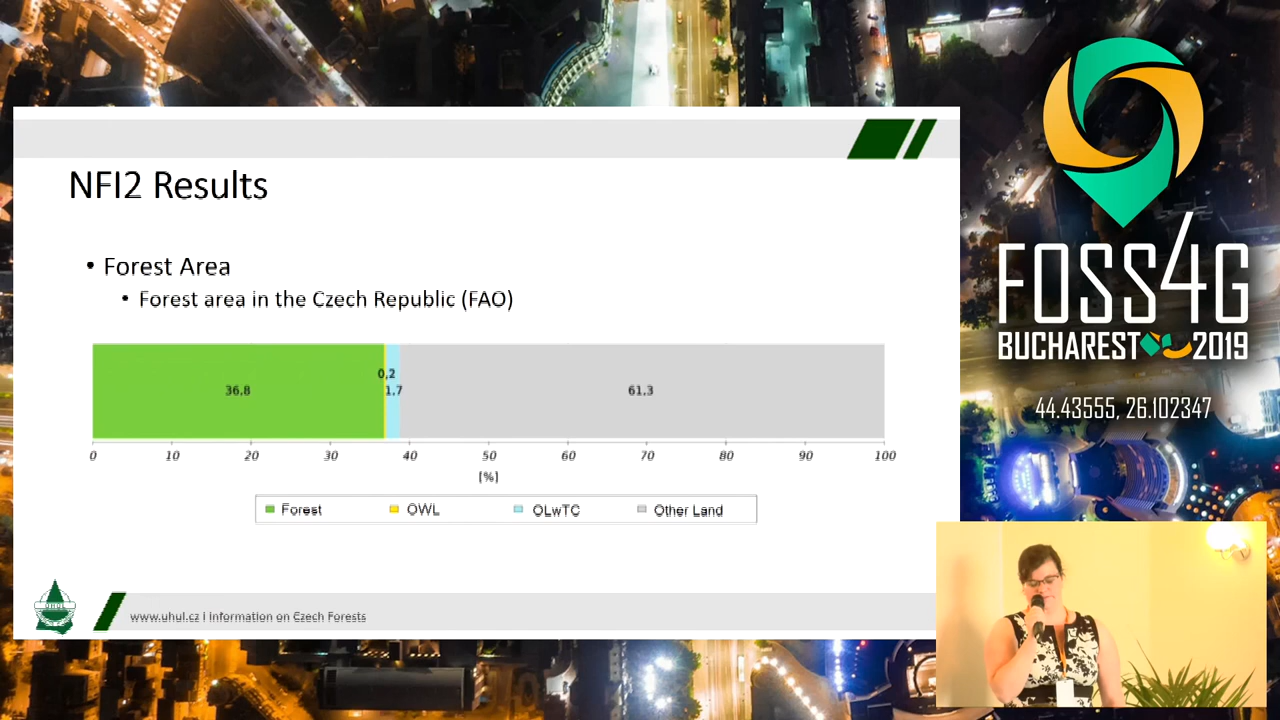 NFI2 Results
• Forest Area
• Forest area in the Czech Republic (FAO)
0,2
36,8 1,7 61,3
0 10 20 30 40 50 60 70 80 90 100
[%]
Forest OWL OLwTC Other Land
UHUL
www.uhul.cz I Information on Czech Forests
FOSS4G
BUCHAREST 2019
44.43555, 26.102347